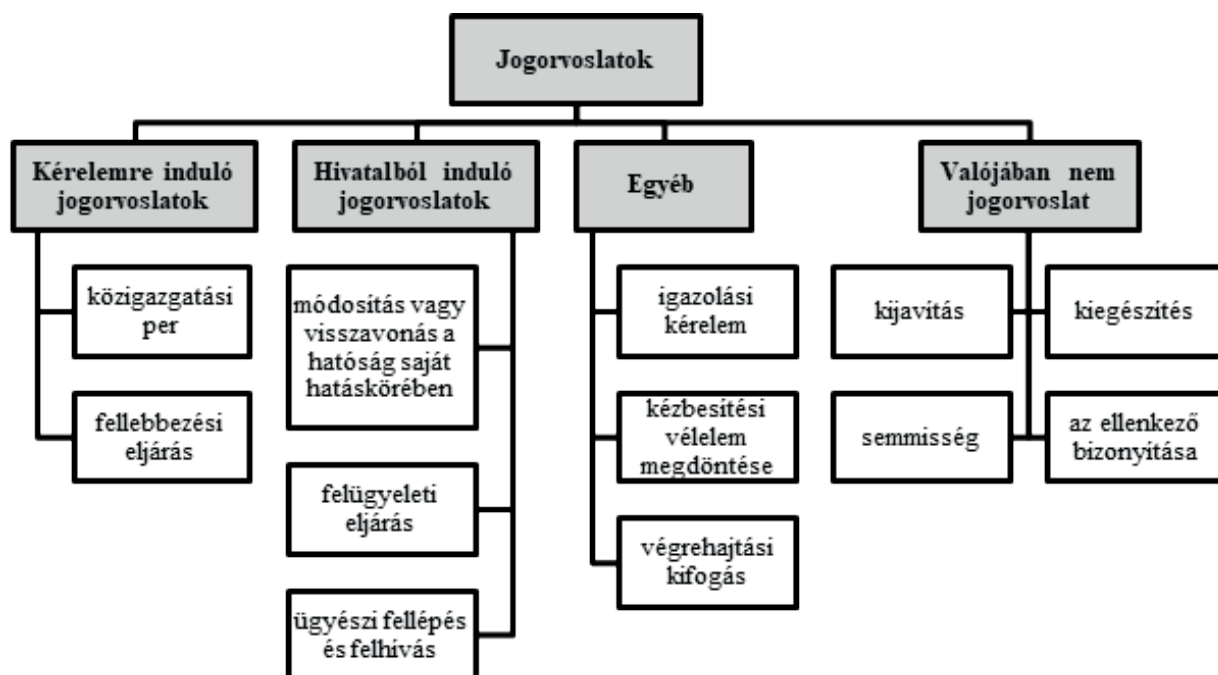 Jogorvoslatok
Kérelemre induló
jogorvoslatok
közigazgatási
per
fellebbezési
eljárás
Hivatalból induló
jogorvoslatok
módosítás vagy
visszavonás a
hatóság saját
hatáskörében
felügyeleti
eljárás
ügyészi fellépés
és felhívás
Egyéb
igazolási
kérelem
kézbesítési
vélelem
megdöntése
végrehajtási
kifogás
Valójában nem
jogorvoslat
kijavítás
kiegészítés
semmisség
az ellenkező
bizonyítása